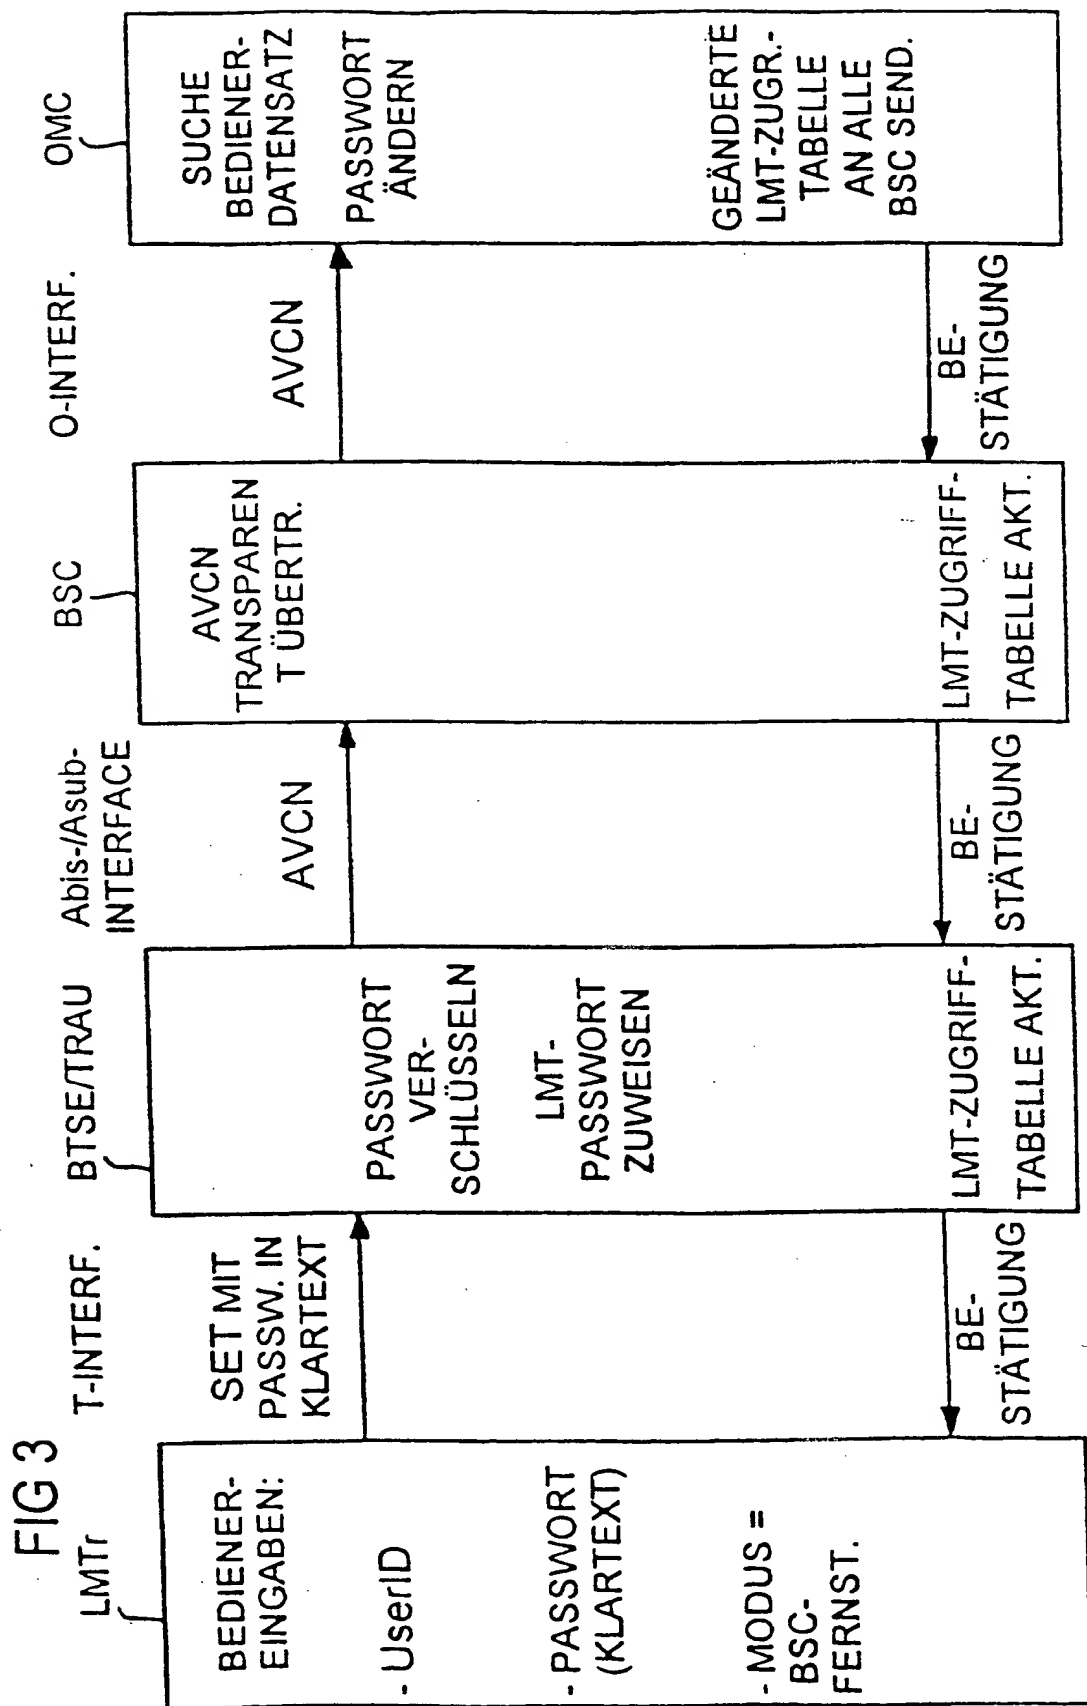 FIG 3
LMTr
T-INTERF.
BTSE/TRAU
Abis-/Asub-
INTERFACE
BSC
O-INTERF.
OMC
BEDIENER-
EINGABEN:
- UserID
- PASSWORT
(KLARTEXT)
- MODUS =
BSC-
FERNST.
SET MIT
PASSW. IN
KLARTEXT
BE-
STÄTIGUNG
PASSWORT
VER-
SCHLÜSSELN
LMT-
PASSWORT
ZUWEISEN
LMT-ZUGRIFF-
TABELLE AKT.
AVCN
BE-
STÄTIGUNG
AVCN
TRANSPAREN
T ÜBERTR.
LMT-ZUGRIFF-
TABELLE AKT.
AVCN
BE-
STÄTIGUNG
SUCHE
BEDIENER-
DATENSATZ
PASSWORT
ÄNDERN
GEÄNDERTE
LMT-ZUGR.-
TABELLE
AN ALLE
BSC SEND.